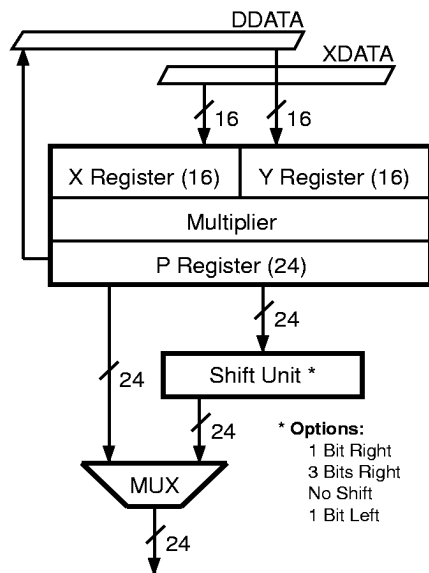 DDATA
XDATA
16
16
X Register (16)
Y Register (16)
Multiplier
P Register (24)
24
24
Shift Unit *
24
* Options:
1 Bit Right
3 Bits Right
No Shift
1 Bit Left
MUX
24